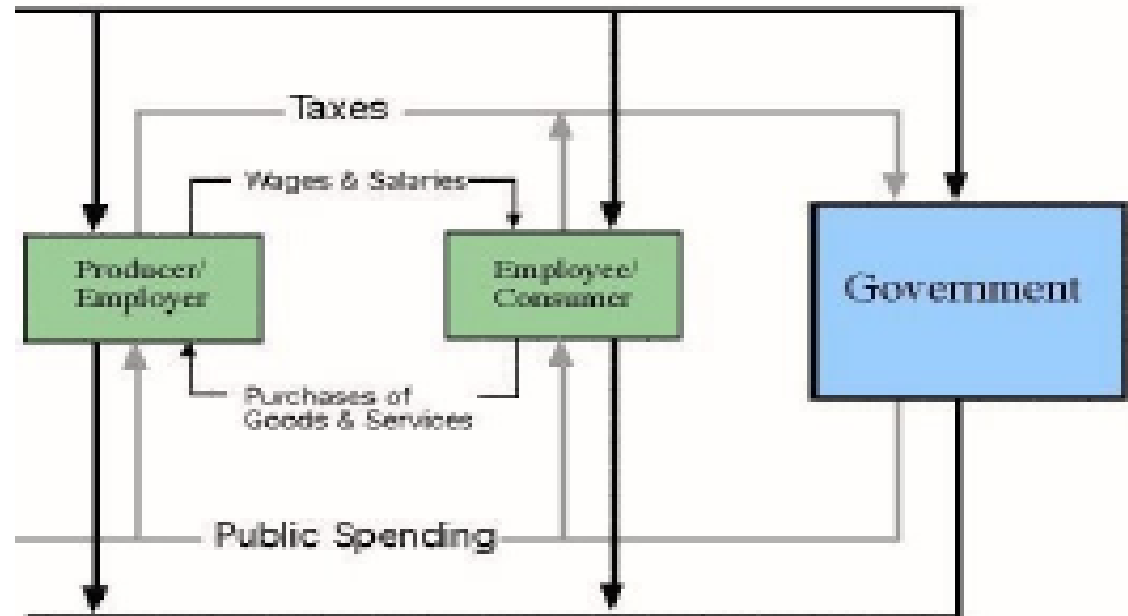 Taxes
Wages & Salaries
Producer/
Employer
Employee/
Consumer
Government
Purchases of
Goods & Services
Public Spending